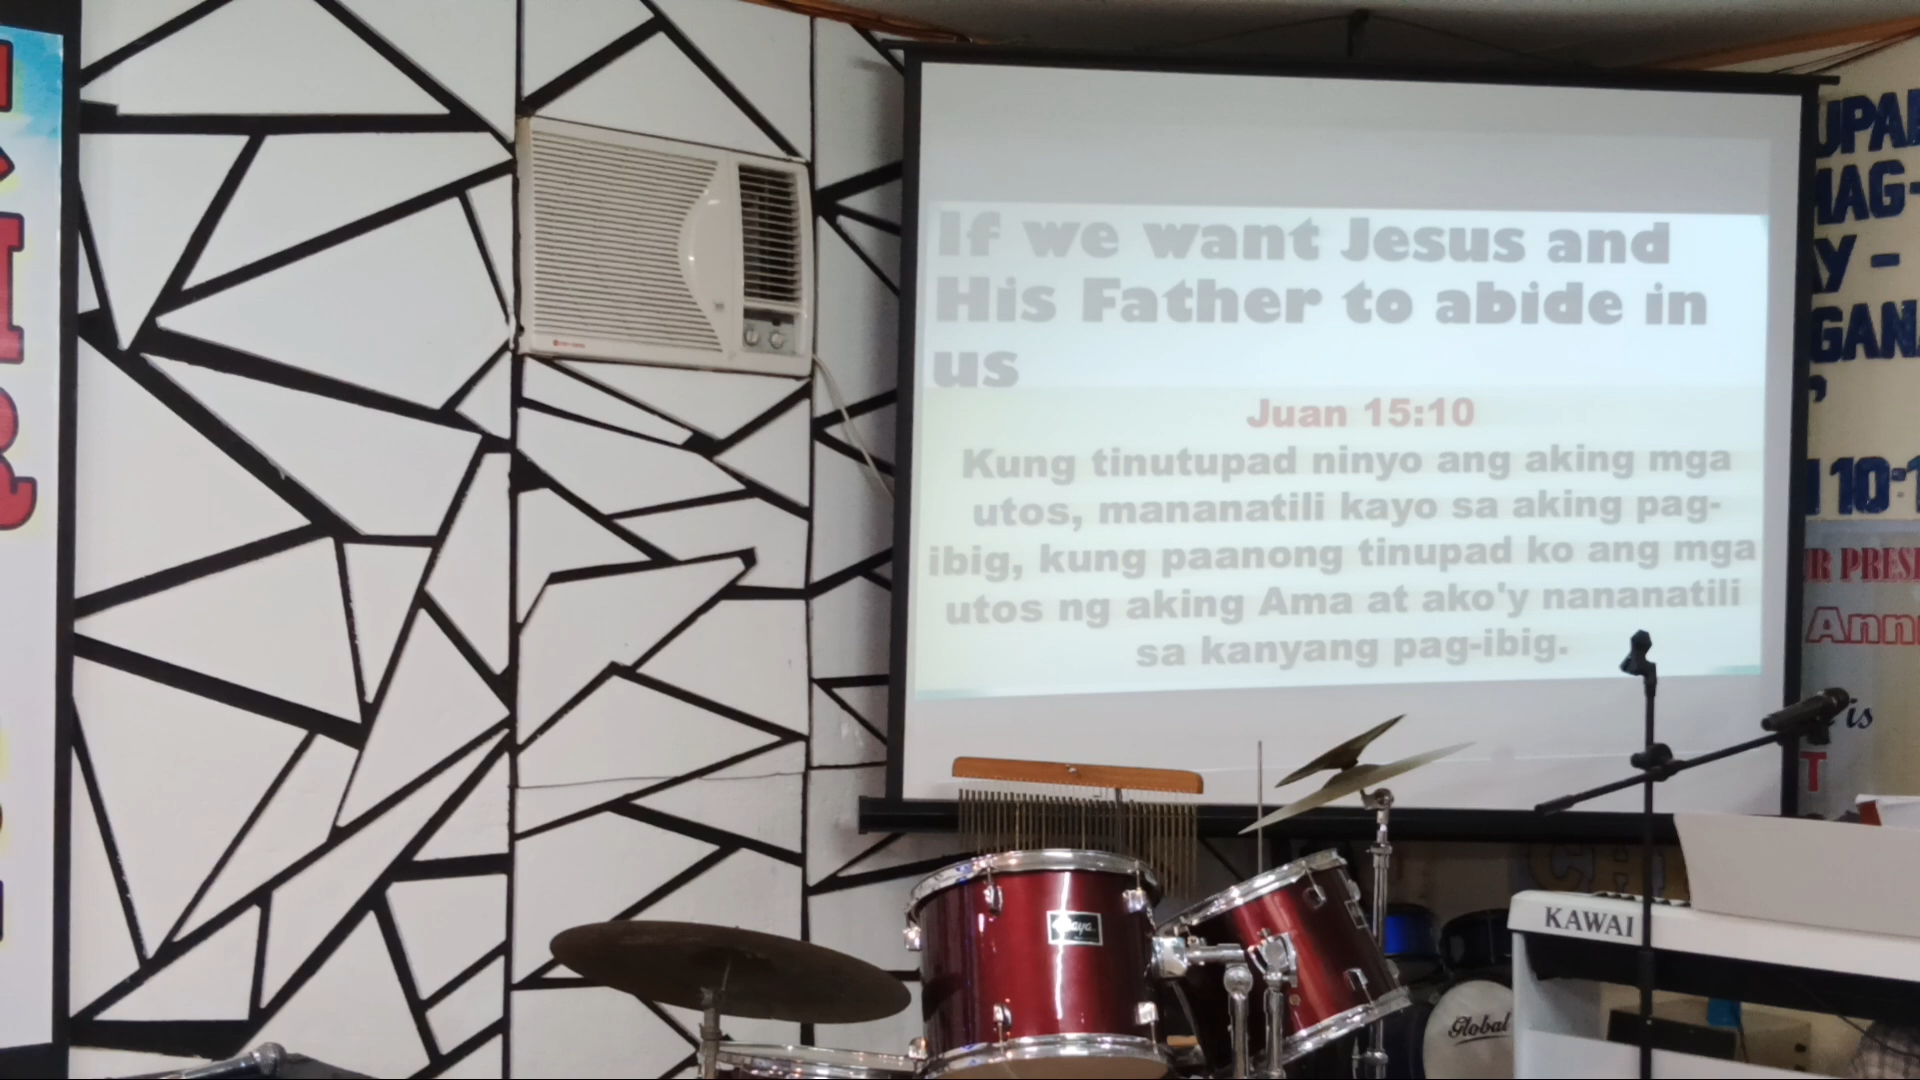 If we want Jesus and
His Father to abide in
us
Juan 15:10
Kung tinutupad ninyo ang aking mga
utos, mananatili kayo sa aking pag-
ibig, kung paanong tinupad ko ang mga
utos ng aking Ama at ako'y nananatili
sa kanyang pag-ibig.
KAWAI
Global
is